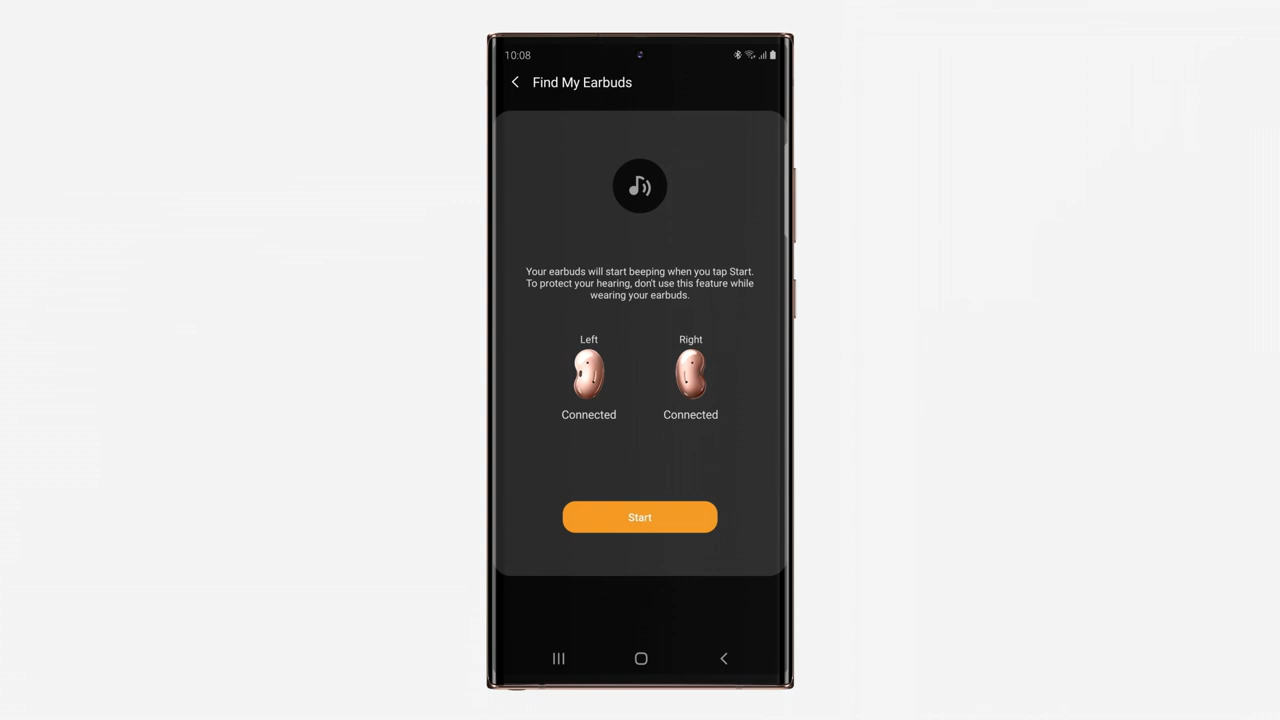 10:08
Find My Earbuds
Your earbuds will start beeping when you tap Start.
To protect your hearing, don't use this feature while
wearing your earbuds.
Left Right
Connected Connected
Start